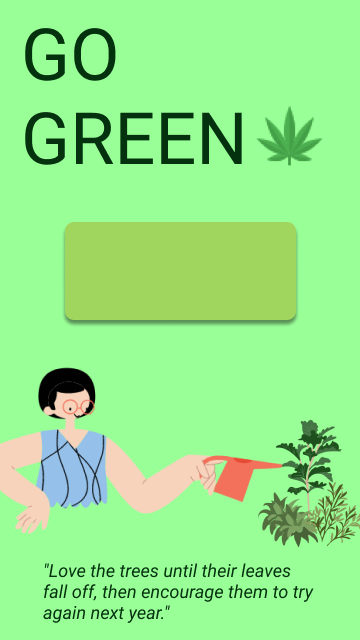 GO
GREEN
"Love the trees until their leaves
fall off, then encourage them to try
again next year."